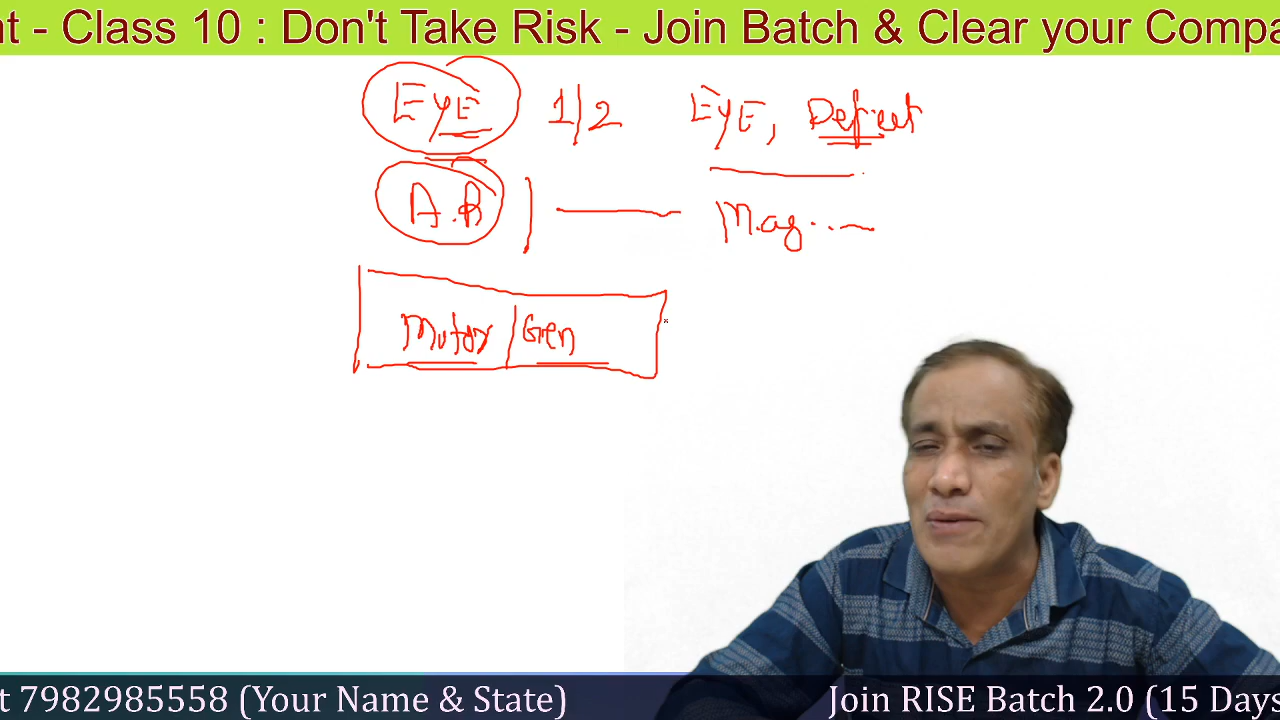 nt - Class 10 : Don't Take Risk - Join Batch & Clear your Compa
EyE 1/2 EyE, Defect
A.R | Mag...
Motor | Gen
t 7982985558 (Your Name & State) Join RISE Batch 2.0 (15 Days